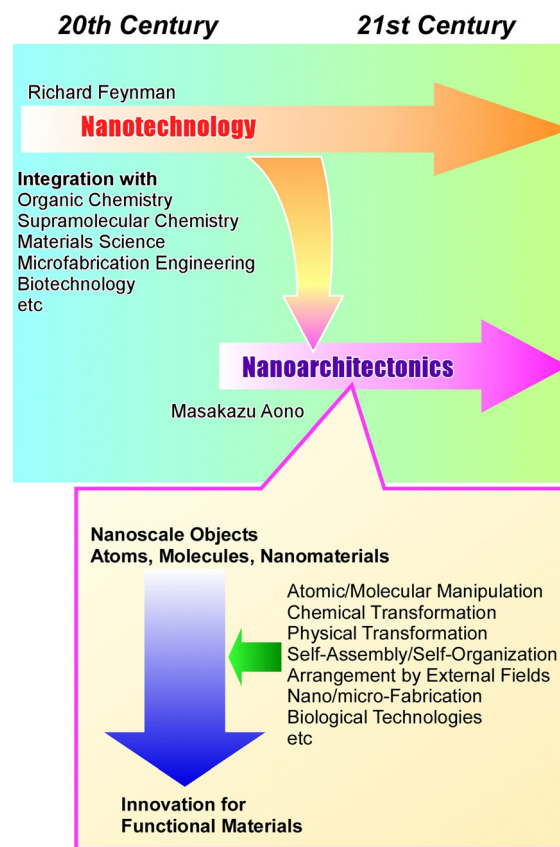 20th Century
21st Century
Richard Feynman
Nanotechnology
Integration with
Organic Chemistry
Supramolecular Chemistry
Materials Science
Microfabrication Engineering
Biotechnology
etc
Nanoarchitectonics
Masakazu Aono
Nanoscale Objects
Atoms, Molecules, Nanomaterials
Atomic/Molecular Manipulation
Chemical Transformation
Physical Transformation
Self-Assembly/Self-Organization
Arrangement by External Fields
Nano/micro-Fabrication
Biological Technologies
etc
Innovation for
Functional Materials